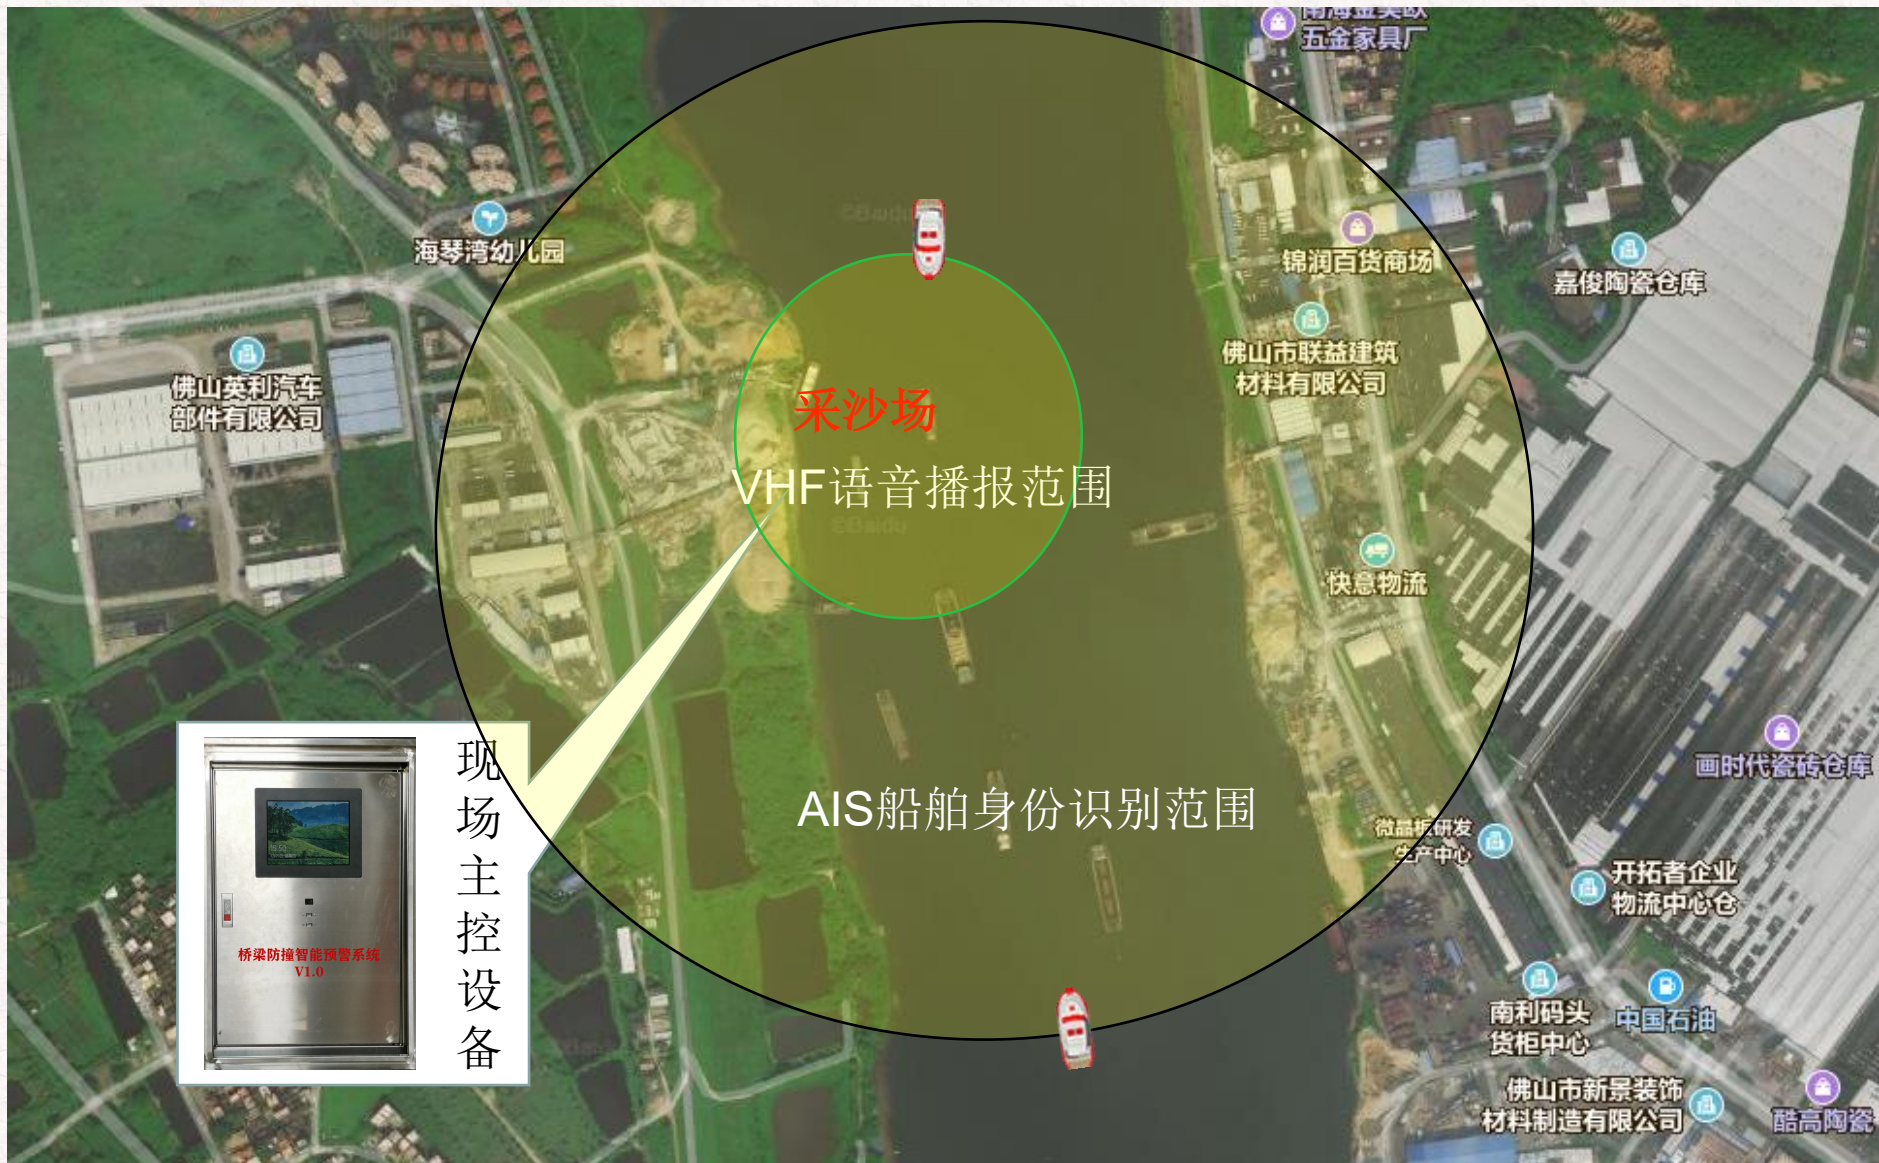 五金家具厂
©Baidu
海琴湾幼儿园
锦润百货商场
嘉俊陶瓷仓库
佛山英利汽车
部件有限公司
佛山市联益建筑
材料有限公司
采沙场
VHF语音播报范围
©Baidu
快意物流
现场主控设备
桥梁防撞智能预警系统
V1.0
AIS船舶身份识别范围
画时代瓷砖仓库
微晶板研发
生产中心
开拓者企业
物流中心仓
南利码头
货柜中心
中国石油
佛山市新景装饰
材料制造有限公司
酷高陶瓷